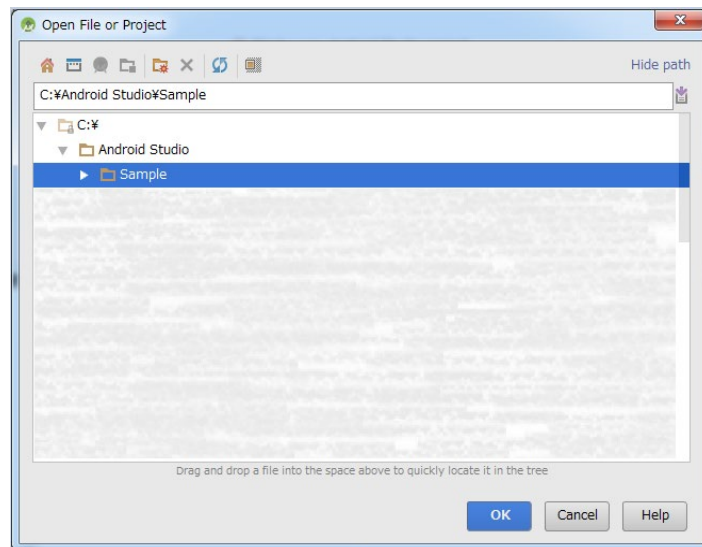 Open File or Project
Hide path
C:¥Android Studio¥Sample
C:¥
Android Studio
Sample
Drag and drop a file into the space above to quickly locate it in the tree
OK
Cancel
Help